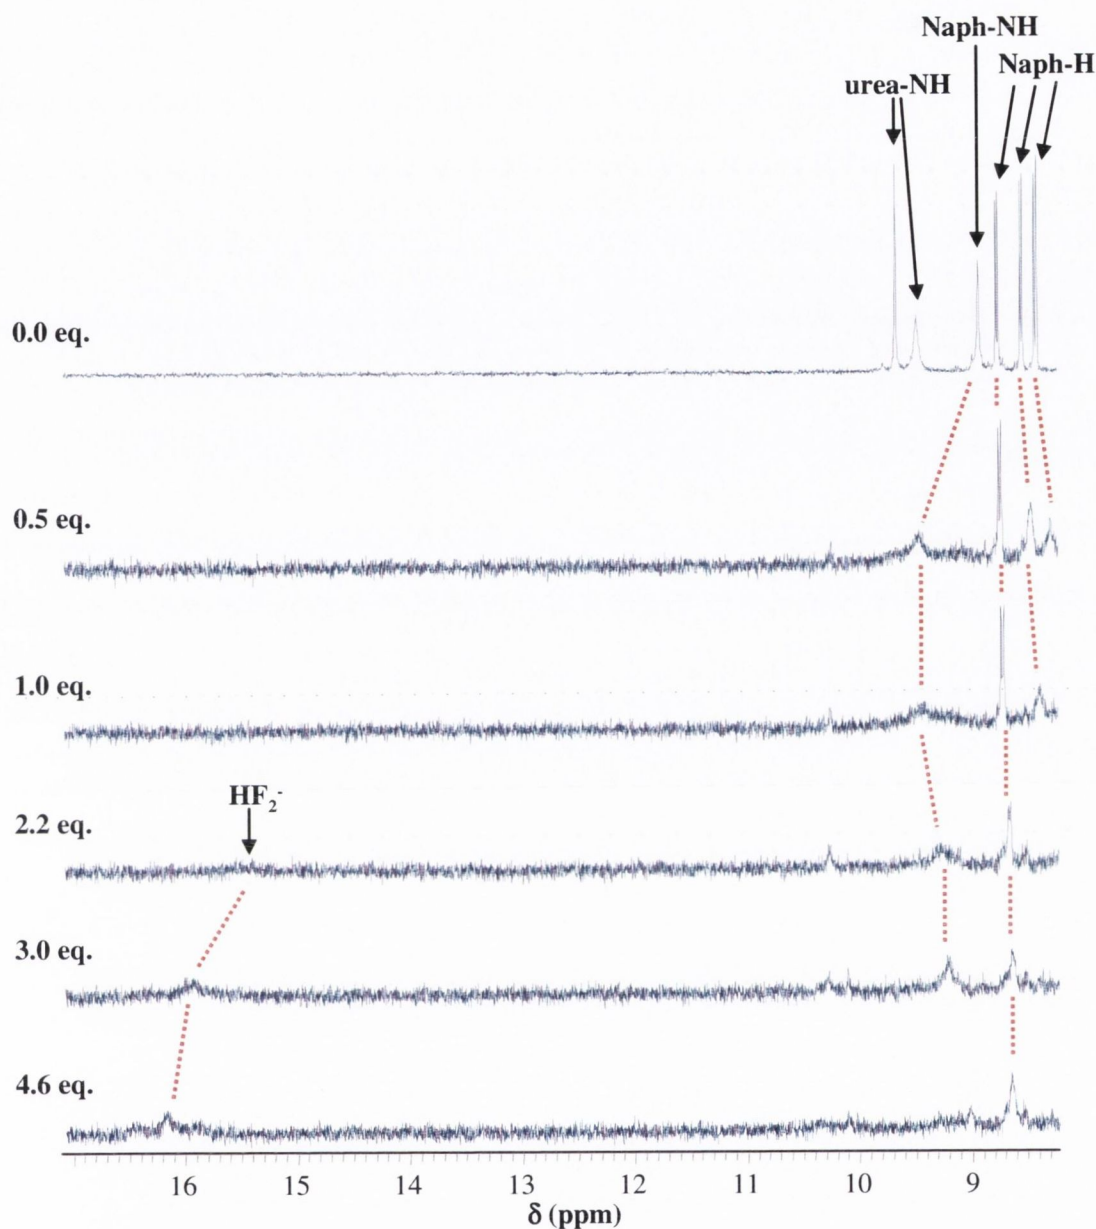 Naph-NH
urea-NH
Naph-H
0.0 eq.
0.5 eq.
1.0 eq.
HF₂⁻
2.2 eq.
3.0 eq.
4.6 eq.
16 15 14 13 12 11 10 9
δ (ppm)